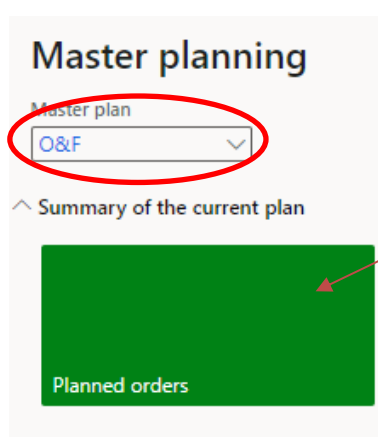 Master planning
Master plan
O&F
Summary of the current plan
Planned orders